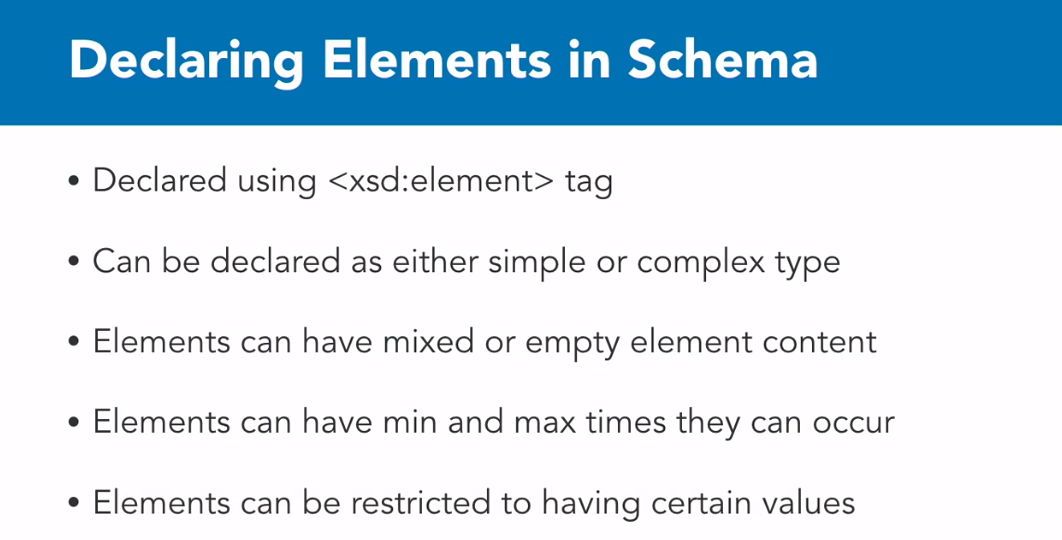 Declaring Elements in Schema
• Declared using <xsd:element> tag
• Can be declared as either simple or complex type
• Elements can have mixed or empty element content
• Elements can have min and max times they can occur
• Elements can be restricted to having certain values